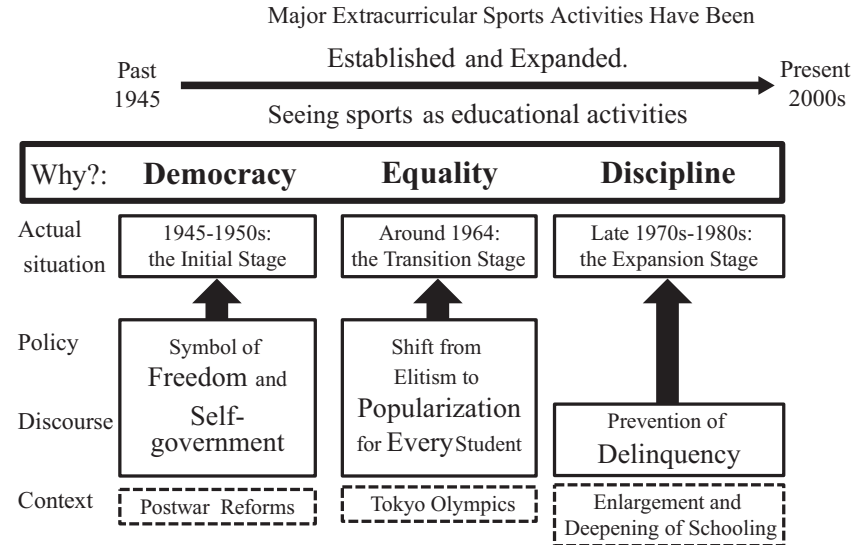 Major Extracurricular Sports Activities Have Been
Established and Expanded.
Past
1945
Present
2000s
Seeing sports as educational activities
Why?: Democracy Equality Discipline
Actual
situation
1945-1950s:
the Initial Stage
Around 1964:
the Transition Stage
Late 1970s-1980s:
the Expansion Stage
Policy
Discourse
Symbol of
Freedom and
Self-
government
Shift from
Elitism to
Popularization
for Every Student
Prevention of
Delinquency
Context
Postwar Reforms
Tokyo Olympics
Enlargement and
Deepening of Schooling